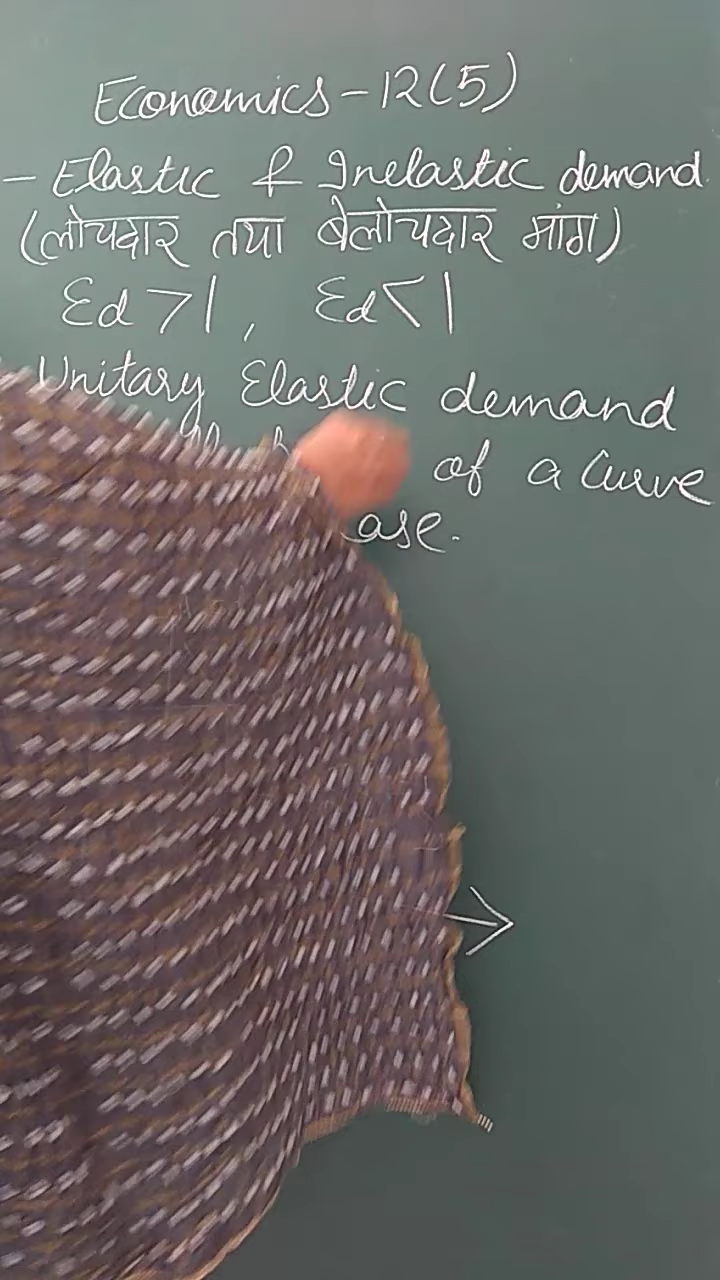 Economics - 12(5)
- Elastic & Inelastic demand
(लोचदार तथा बेलोचदार मांग)
Ed > 1, Ed < 1
Unitary Elastic demand
of a Curve